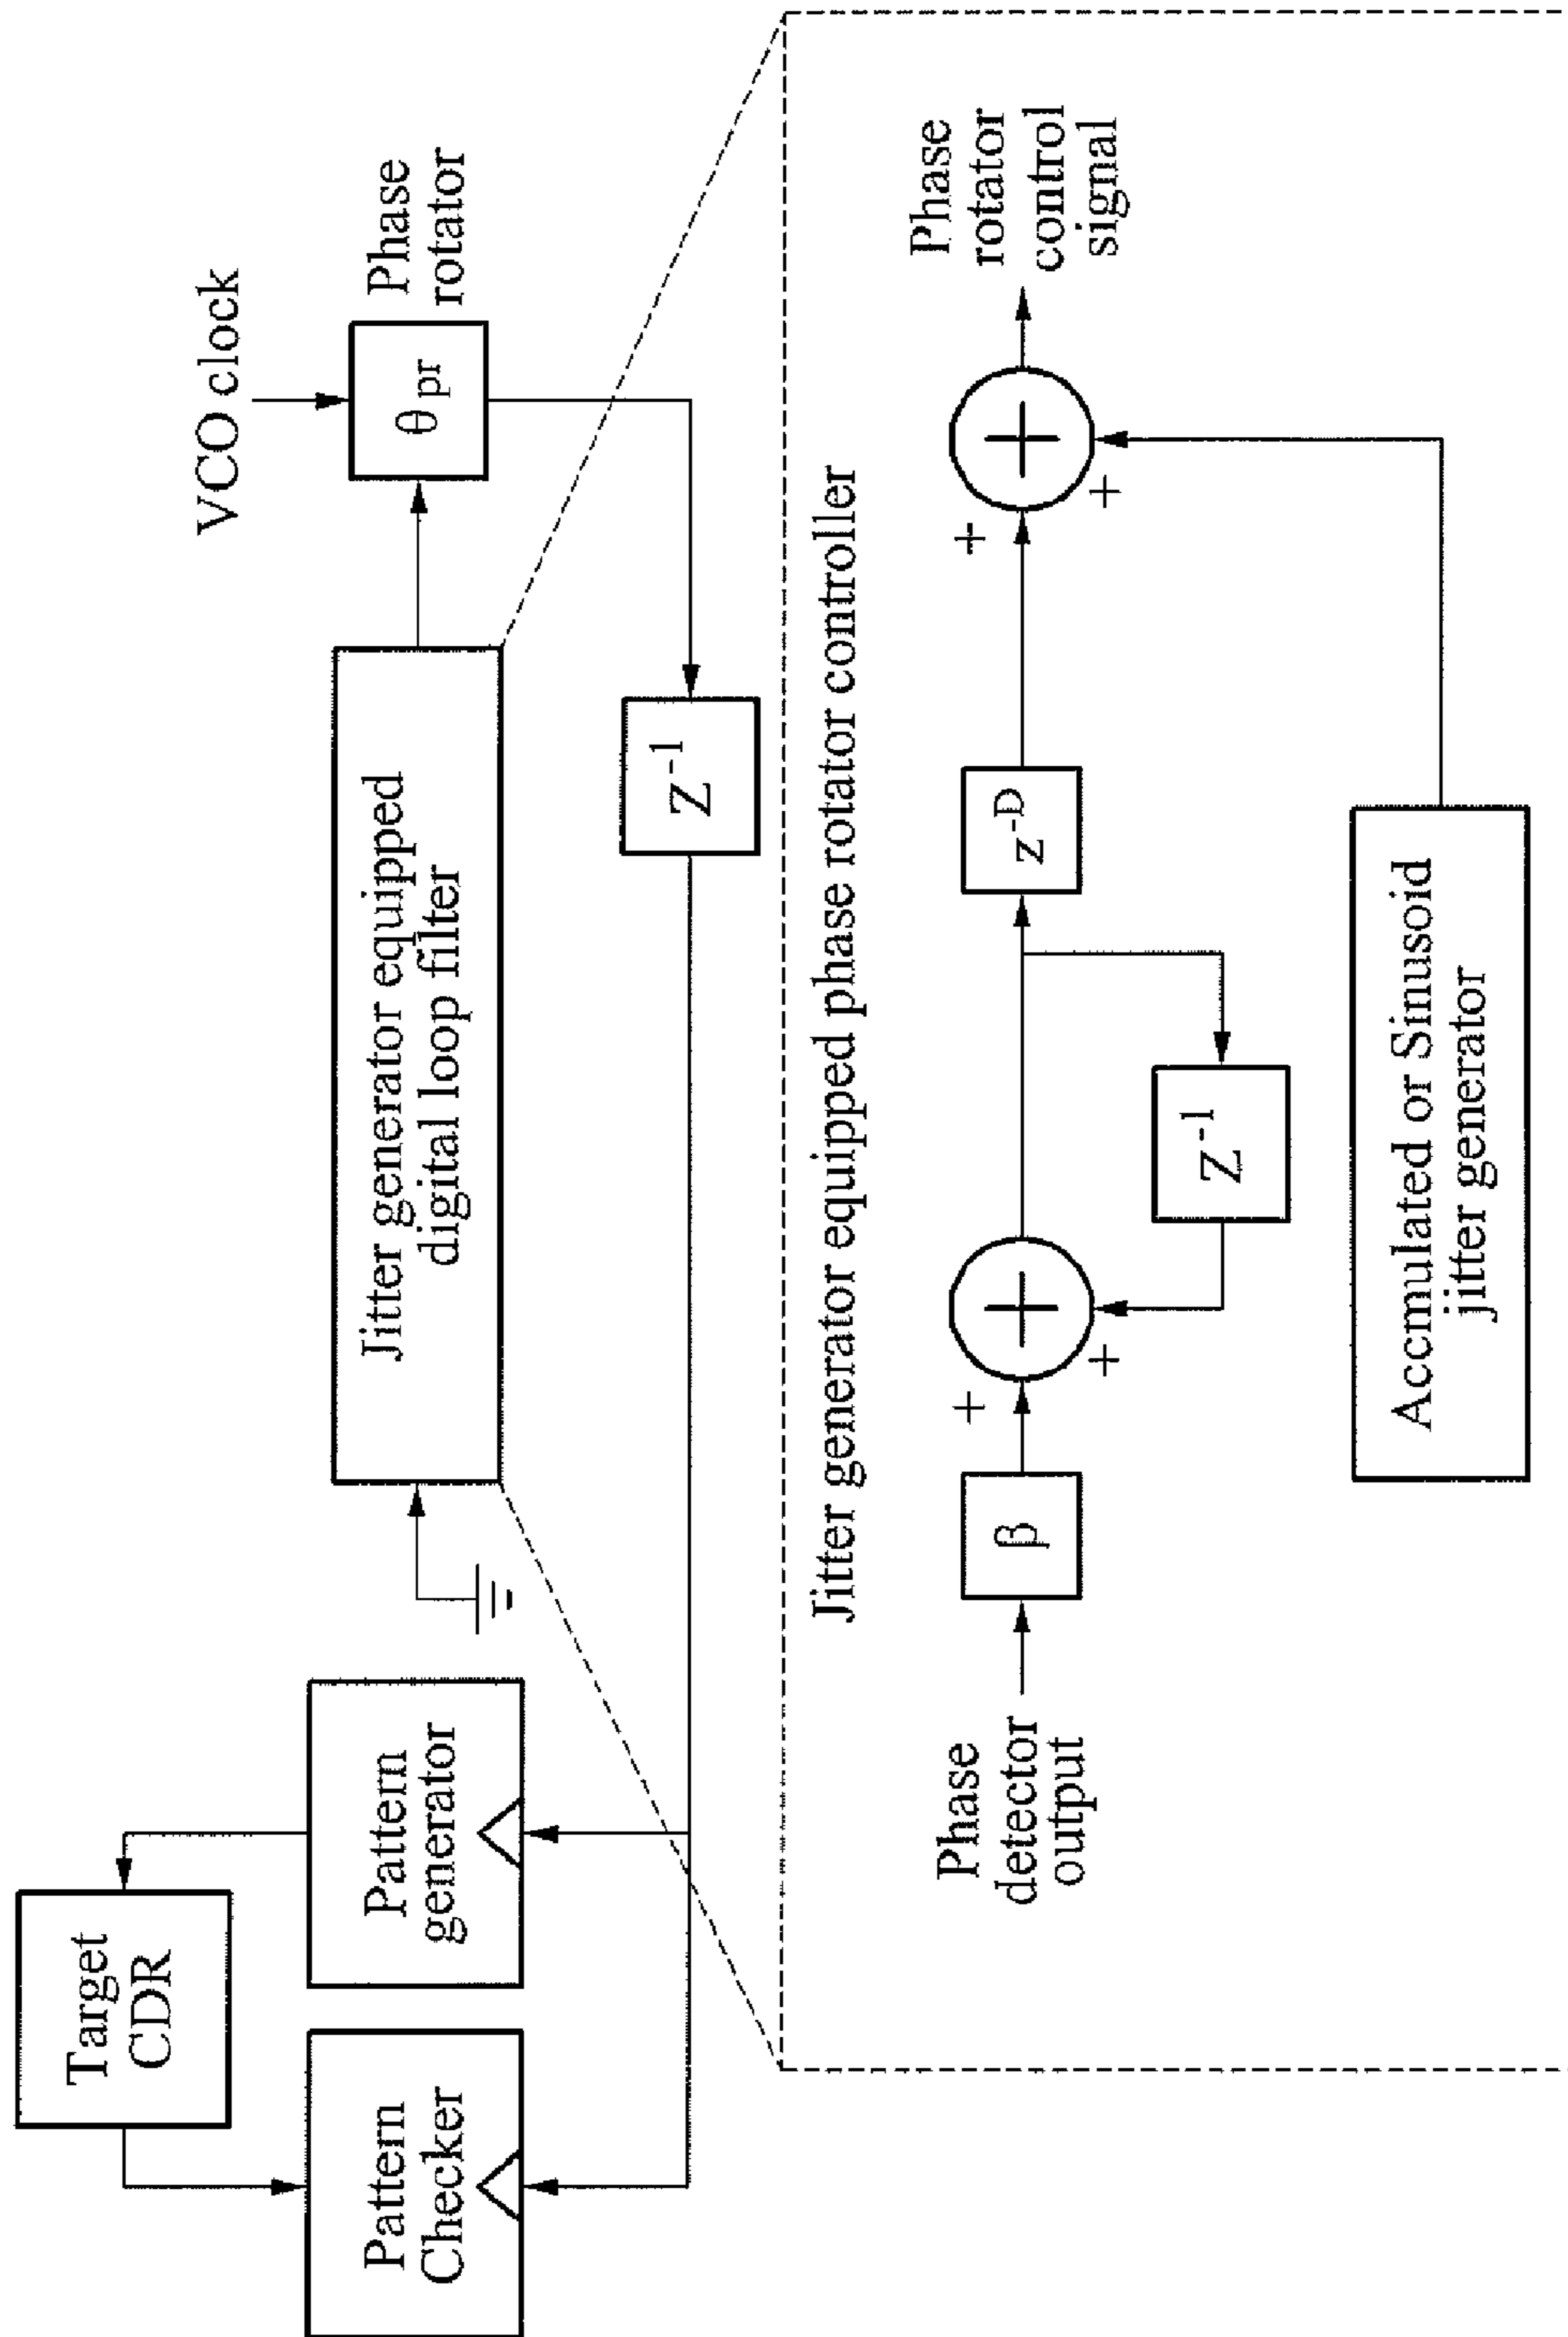 Target
CDR
Pattern
Checker
Pattern
generator
Jitter generator equipped
digital loop filter
VCO clock
θpr
Phase
rotator
Z-1
Jitter generator equipped phase rotator controller
Phase
detector
output
β
+
+
Z-1
z-D
+
+
Phase
rotator
control
signal
Accmulated or Sinusoid
jitter generator